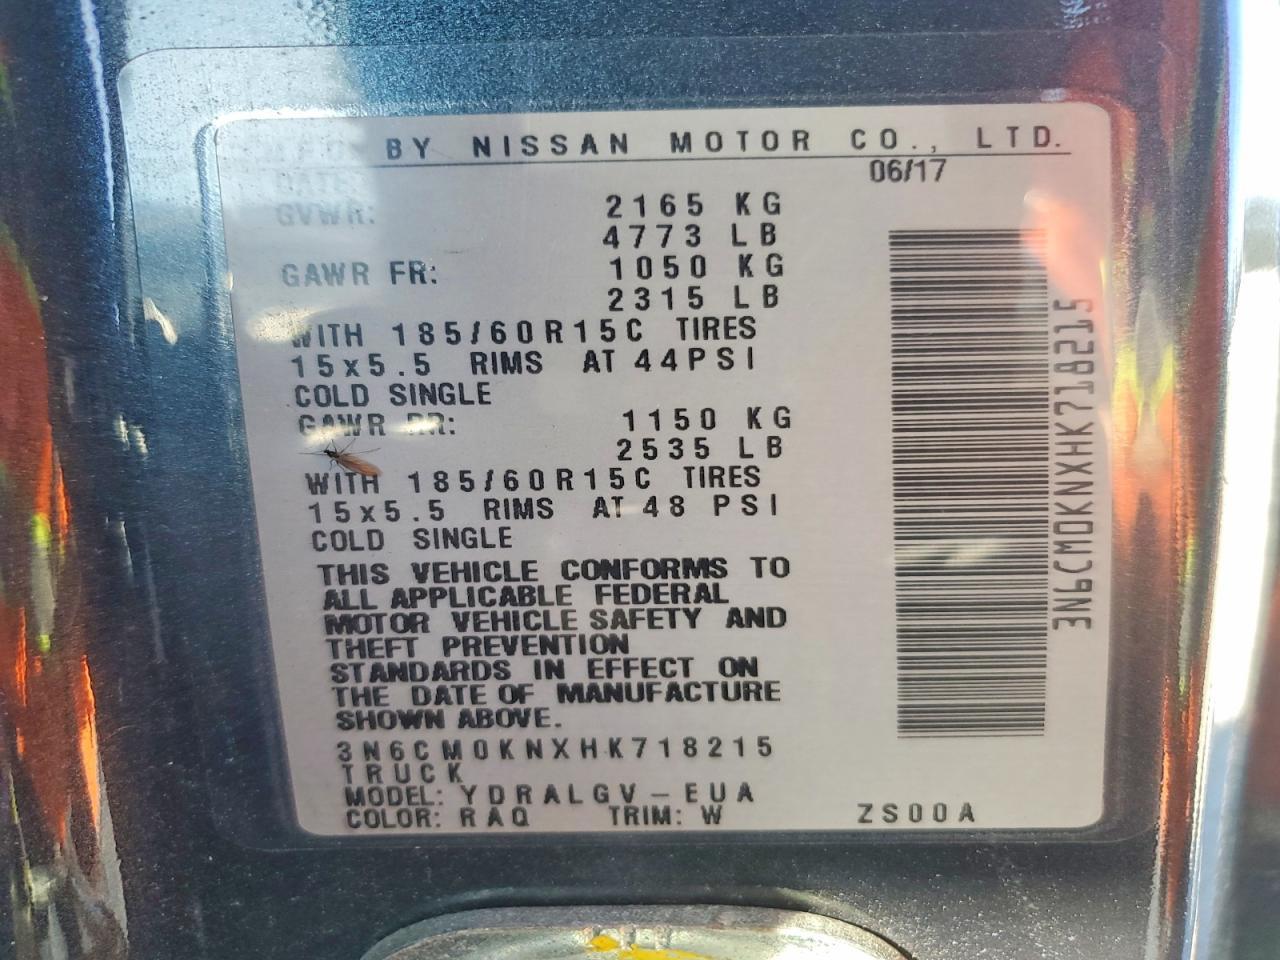 BY NISSAN MOTOR CO., LTD.
DATE: 06/17
GVWR: 2165 KG
4773 LB
GAWR FR: 1050 KG
2315 LB
WITH 185/60R15C TIRES
15x5.5 RIMS AT 44PSI
COLD SINGLE
GAWR RR: 1150 KG
2535 LB
WITH 185/60R15C TIRES
15x5.5 RIMS AT 48 PSI
COLD SINGLE
THIS VEHICLE CONFORMS TO
ALL APPLICABLE FEDERAL
MOTOR VEHICLE SAFETY AND
THEFT PREVENTION
STANDARDS IN EFFECT ON
THE DATE OF MANUFACTURE
SHOWN ABOVE.
3N6CM0KNXHK718215
TRUCK
MODEL: YDRALGV-EUA
COLOR: RAQ TRIM: W ZS00A
3N6CM0KNXHK718215